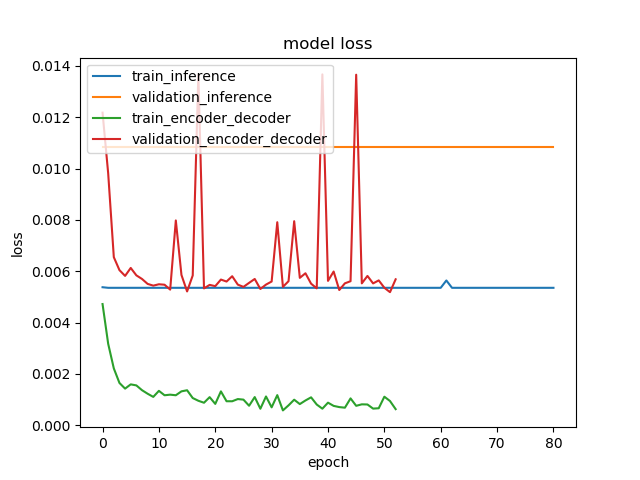 model loss
train_inference
validation_inference
train_encoder_decoder
validation_encoder_decoder
loss
0.014
0.012
0.010
0.008
0.006
0.004
0.002
0.000
0 10 20 30 40 50 60 70 80
epoch